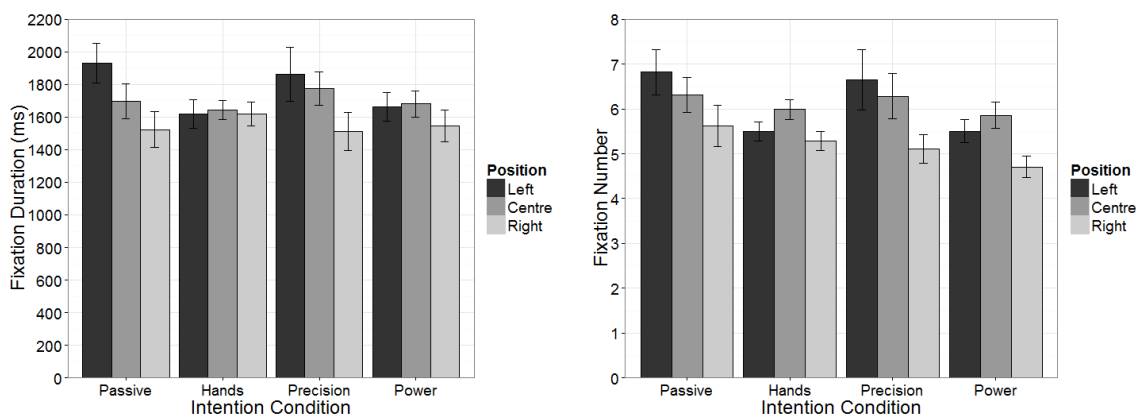 2200
2000
1800
1600
1400
1200
1000
800
600
400
200
0
Fixation Duration (ms)
Passive Hands Precision Power
Intention Condition
Position
Left
Centre
Right
8
7
6
5
4
3
2
1
0
Fixation Number
Passive Hands Precision Power
Intention Condition
Position
Left
Centre
Right